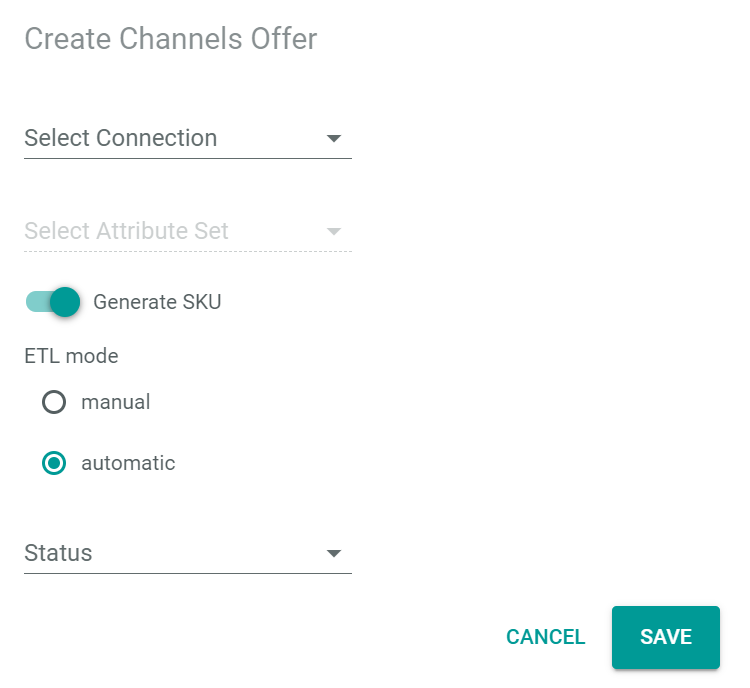 Create Channels Offer
Select Connection
Select Attribute Set
Generate SKU
ETL mode
manual
automatic
Status
CANCEL SAVE